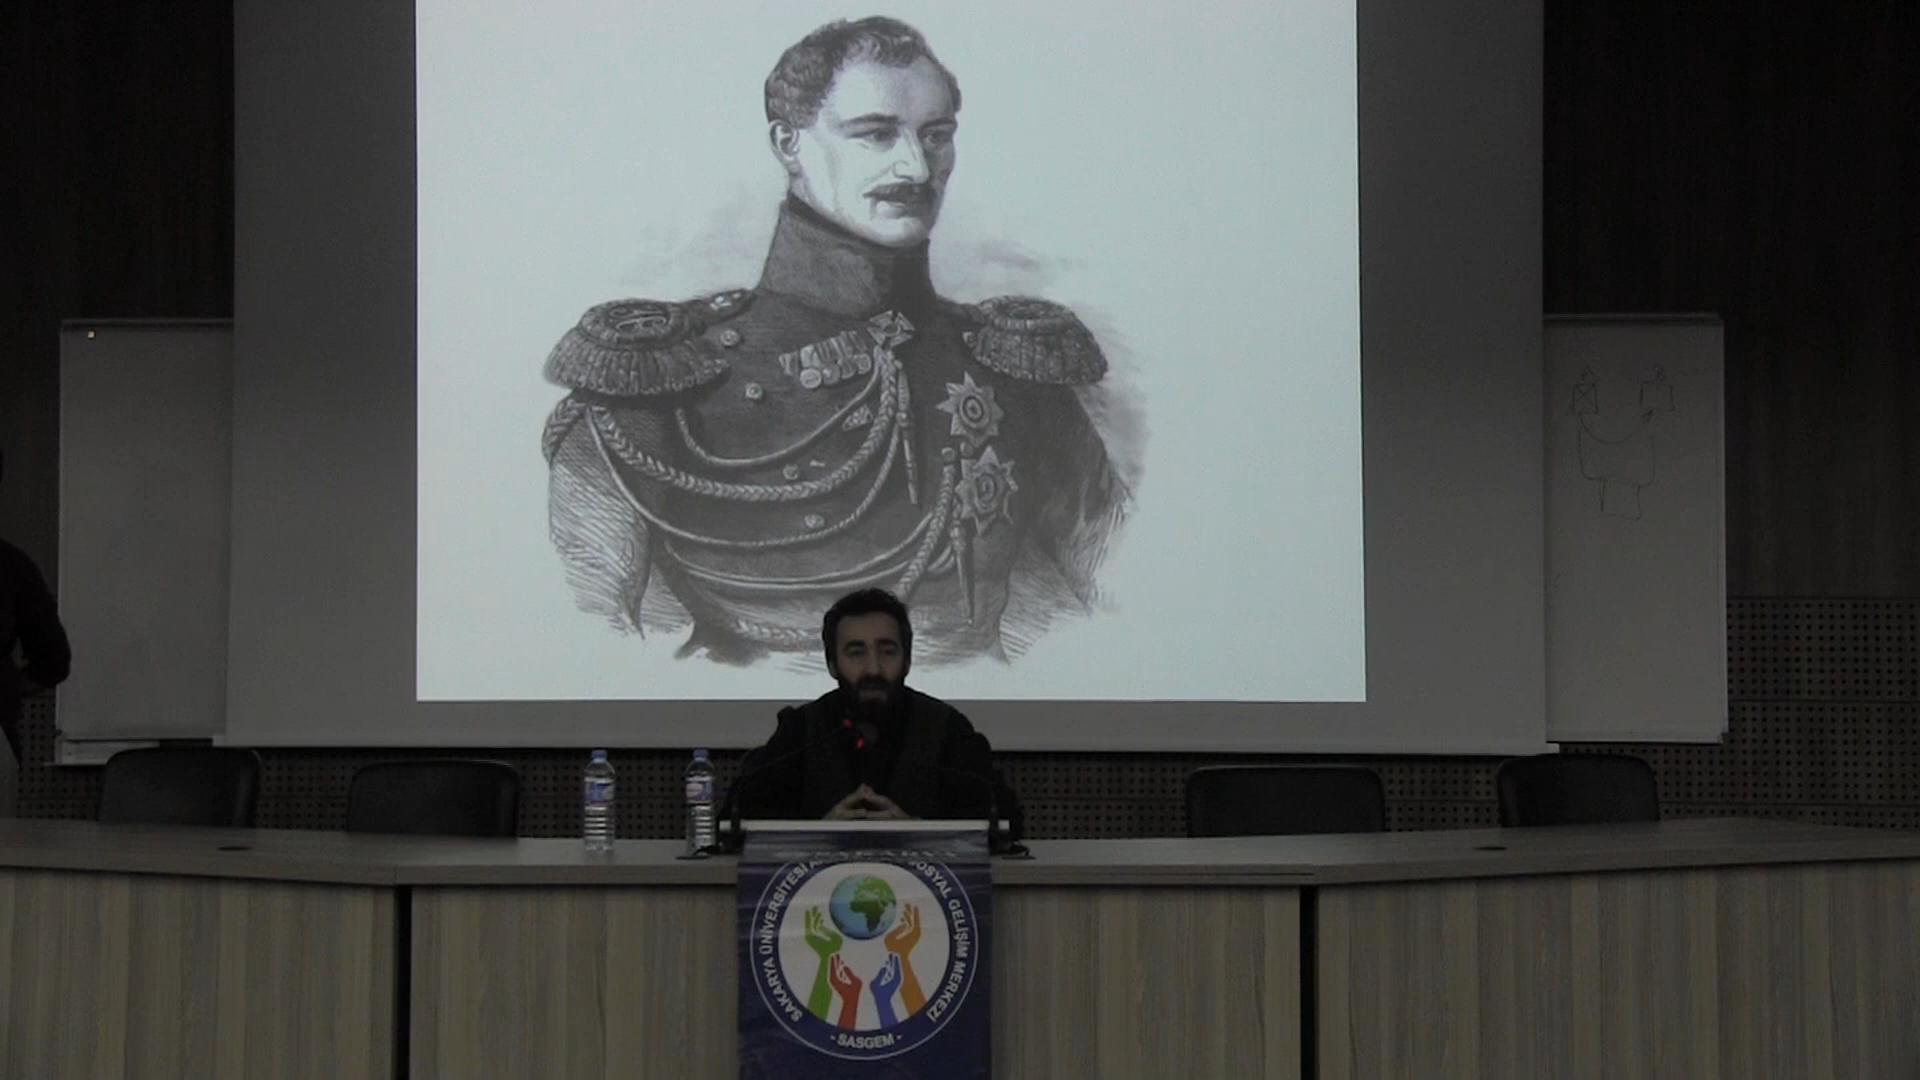 SAKARYA ÜNİVERSİTESİ
SOSYAL GELİŞİM MERKEZİ
- SASGEM -